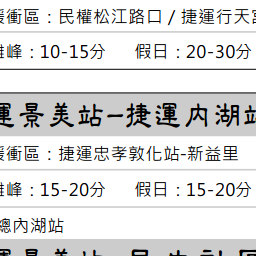 緩衝區：民權松江路口 / 捷運行天宮
離峰：10-15分 假日：20-30分
運景美站-捷運內湖站
緩衝區：捷運忠孝敦化站-新益里
離峰：15-20分 假日：15-20分
總內湖站